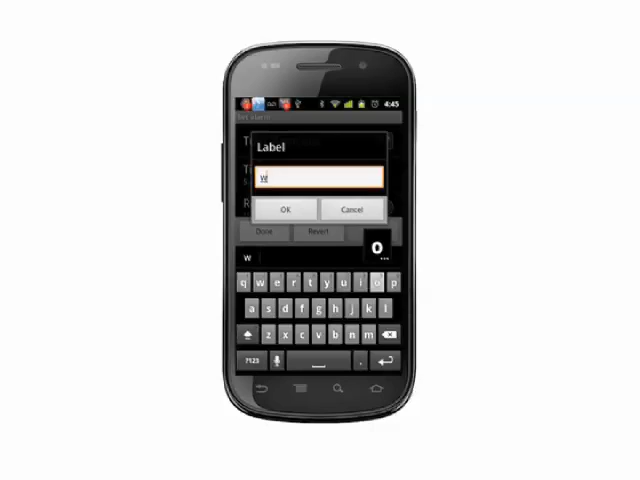 4:45
Set alarm
Label
w
OK Cancel
Done Revert
o
...
w
q w e r t y u i o p
a s d f g h j k l
z x c v b n m
?123 .